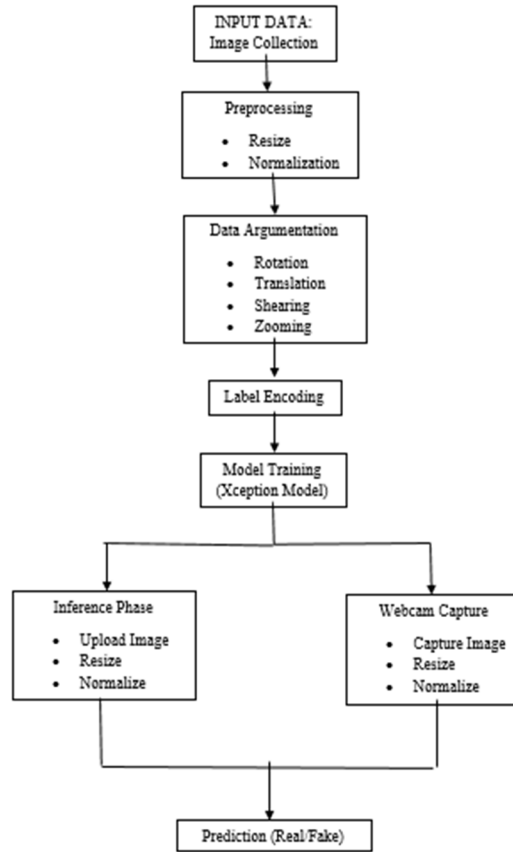 INPUT DATA:
Image Collection
Preprocessing
• Resize
• Normalization
Data Argumentation
• Rotation
• Translation
• Shearing
• Zooming
Label Encoding
Model Training
(Xception Model)
Inference Phase
• Upload Image
• Resize
• Normalize
Webcam Capture
• Capture Image
• Resize
• Normalize
Prediction (Real/Fake)